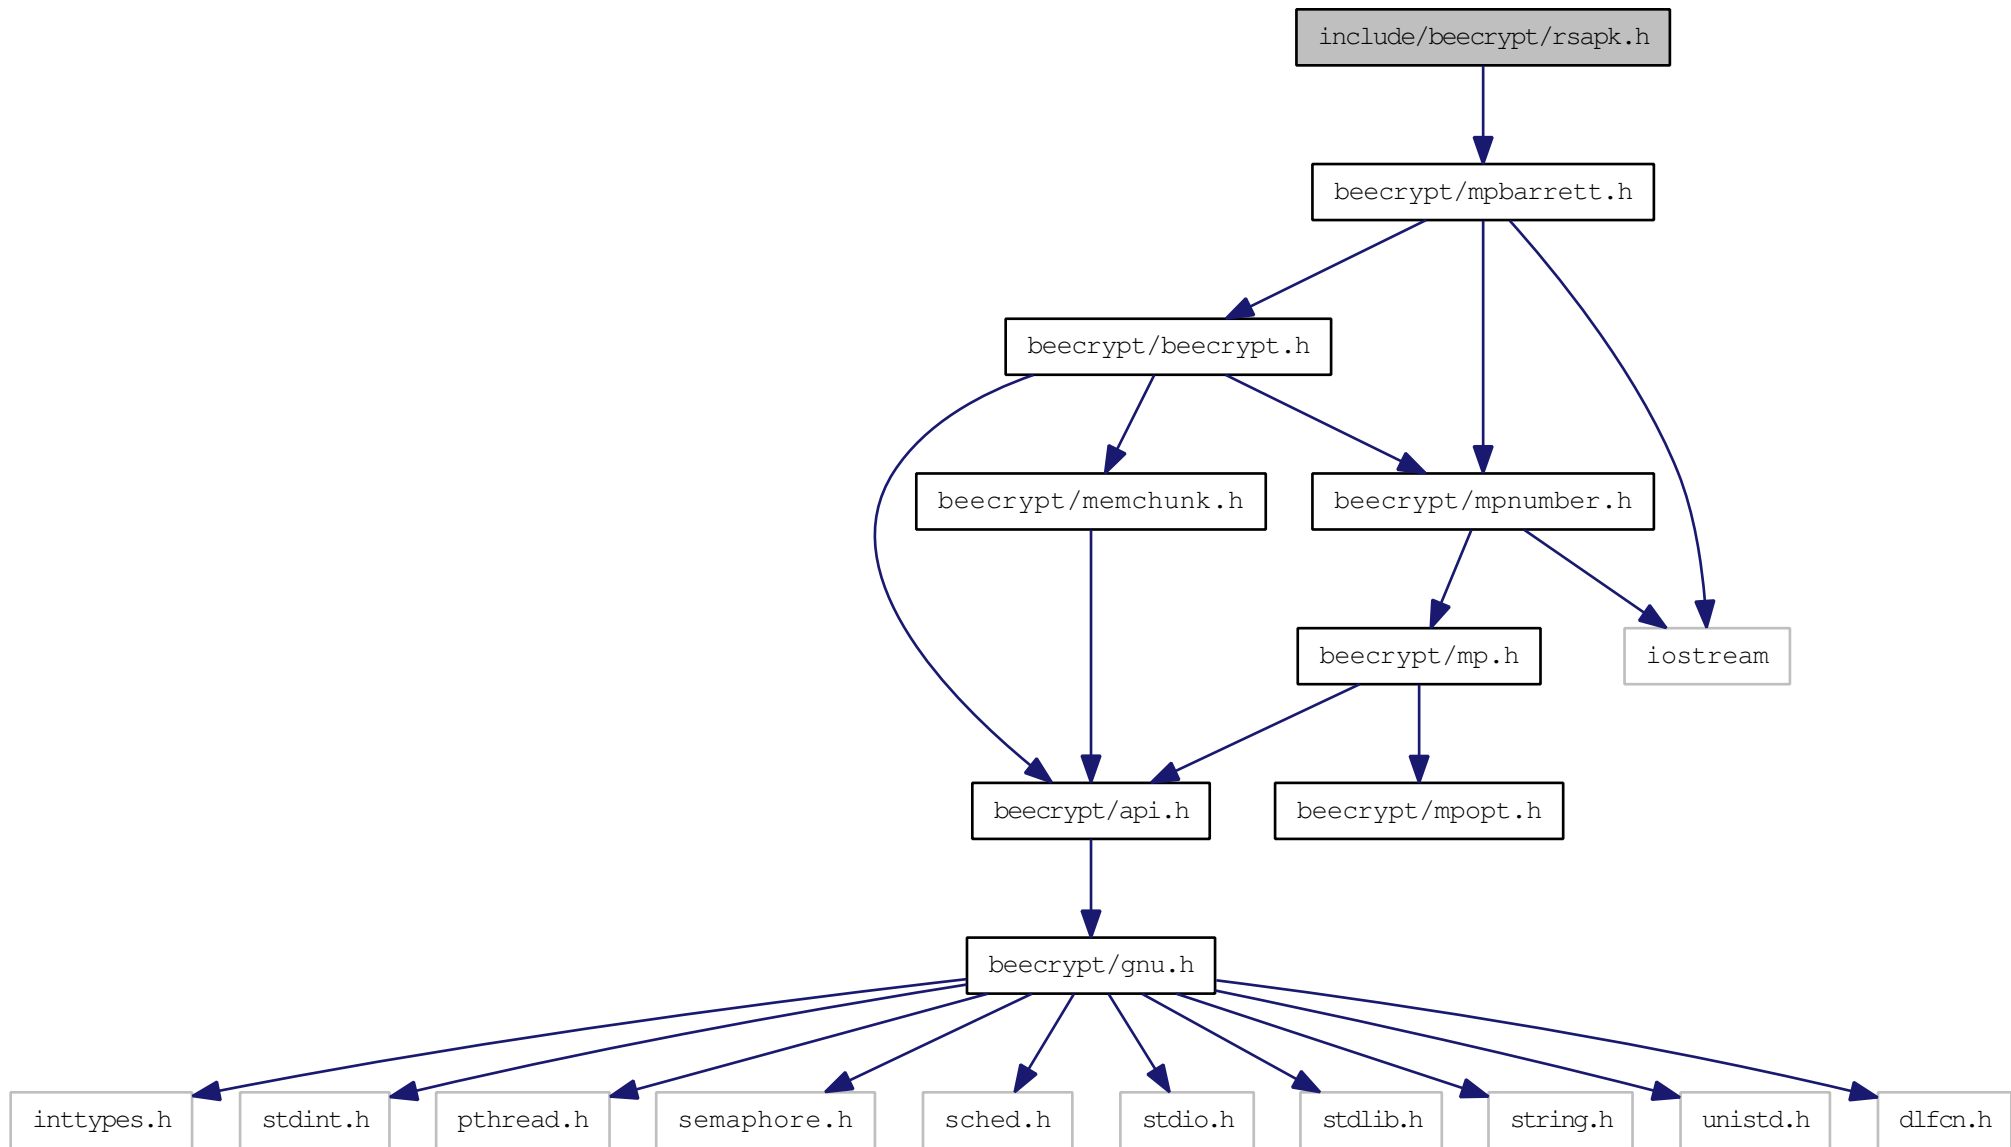 include/beecrypt/rsapk.h
beecrypt/mpbarrett.h
beecrypt/beecrypt.h
beecrypt/memchunk.h
beecrypt/mpnumber.h
beecrypt/mp.h
iostream
beecrypt/api.h
beecrypt/mpopt.h
beecrypt/gnu.h
inttypes.h
stdint.h
pthread.h
semaphore.h
sched.h
stdio.h
stdlib.h
string.h
unistd.h
dlfcn.h